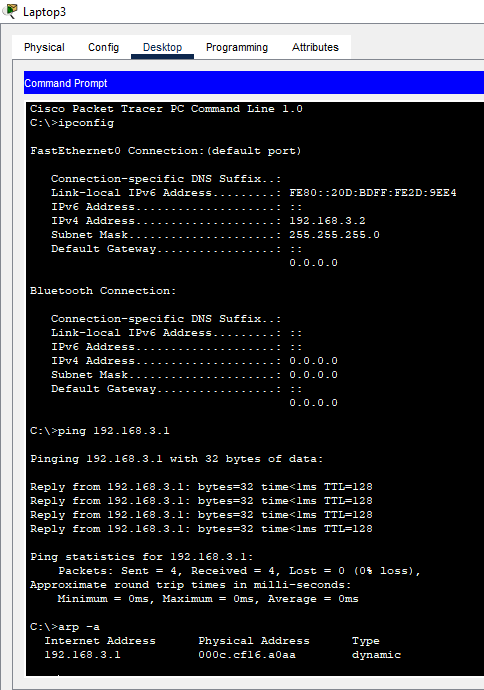 Laptop3
Physical Config Desktop Programming Attributes
Command Prompt
Cisco Packet Tracer PC Command Line 1.0
C:\>ipconfig
FastEthernet0 Connection:(default port)
Connection-specific DNS Suffix..:
Link-local IPv6 Address.........: FE80::20D:BDFF:FE2D:9EE4
IPv6 Address....................: ::
IPv4 Address....................: 192.168.3.2
Subnet Mask.....................: 255.255.255.0
Default Gateway.................: ::
0.0.0.0
Bluetooth Connection:
Connection-specific DNS Suffix..:
Link-local IPv6 Address.........: ::
IPv6 Address....................: ::
IPv4 Address....................: 0.0.0.0
Subnet Mask.....................: 0.0.0.0
Default Gateway.................: ::
0.0.0.0
C:\>ping 192.168.3.1
Pinging 192.168.3.1 with 32 bytes of data:
Reply from 192.168.3.1: bytes=32 time<1ms TTL=128
Reply from 192.168.3.1: bytes=32 time<1ms TTL=128
Reply from 192.168.3.1: bytes=32 time<1ms TTL=128
Reply from 192.168.3.1: bytes=32 time<1ms TTL=128
Ping statistics for 192.168.3.1:
Packets: Sent = 4, Received = 4, Lost = 0 (0% loss),
Approximate round trip times in milli-seconds:
Minimum = 0ms, Maximum = 0ms, Average = 0ms
C:\>arp -a
Internet Address Physical Address Type
192.168.3.1 000c.cf16.a0aa dynamic